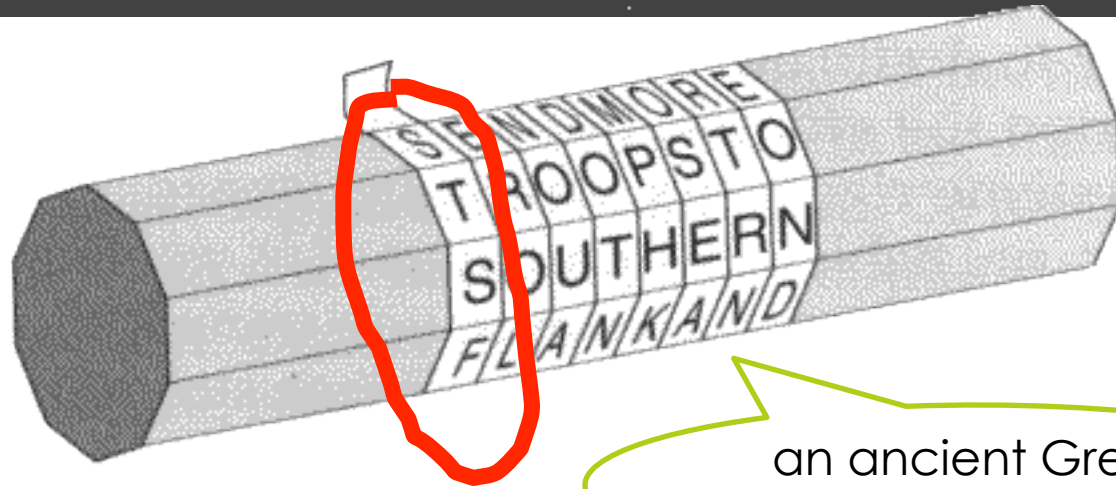 SENDMORE
TROOPSTO
SOUTHERN
FLANKAND
an ancient Gre